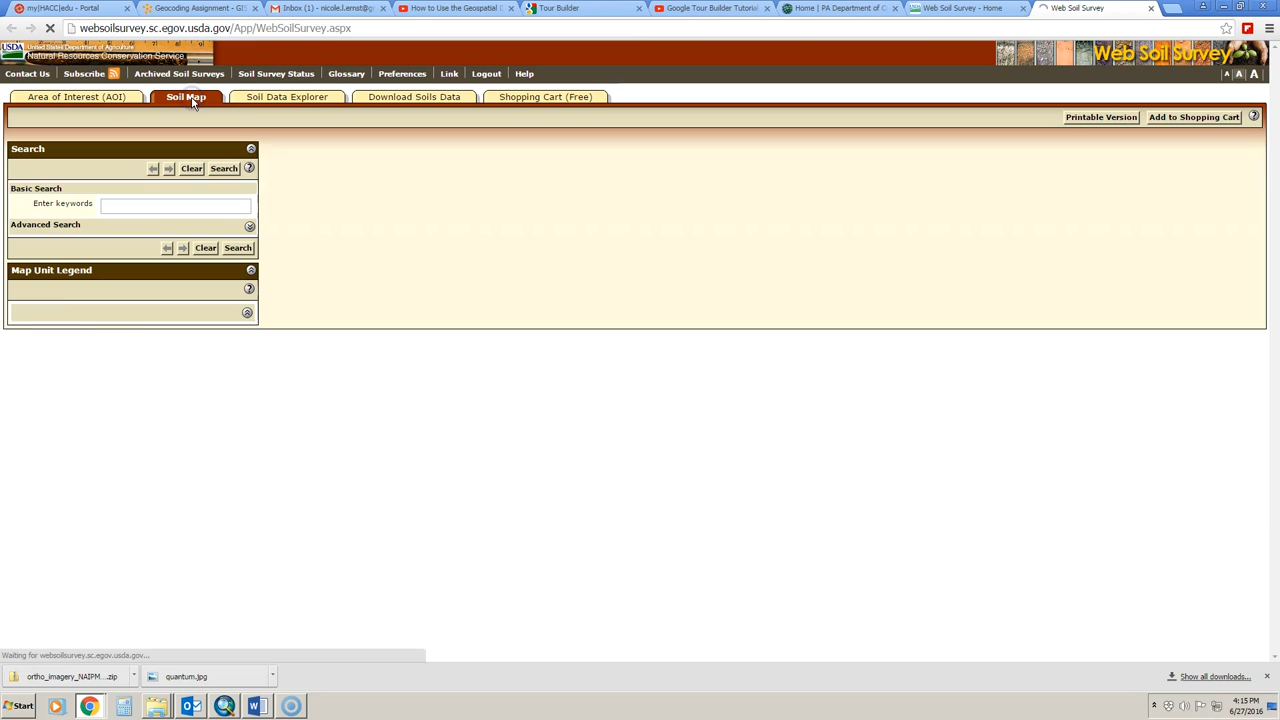 my|HACC|edu - Portal
Geocoding Assignment - GIS
Inbox (1) - nicole.l.ernst@g
How to Use the Geospatial D
Tour Builder
Google Tour Builder Tutorial
Home | PA Department of C
Web Soil Survey - Home
Web Soil Survey
websoilsurvey.sc.egov.usda.gov/App/WebSoilSurvey.aspx
USDA United States Department of Agriculture
Natural Resources Conservation Service
Web Soil Survey
Contact Us
Subscribe
Archived Soil Surveys
Soil Survey Status
Glossary
Preferences
Link
Logout
Help
A A A
Area of Interest (AOI)
Soil Map
Soil Data Explorer
Download Soils Data
Shopping Cart (Free)
Printable Version
Add to Shopping Cart
Search
Clear
Search
Basic Search
Enter keywords
Advanced Search
Clear
Search
Map Unit Legend
Waiting for websoilsurvey.sc.egov.usda.gov...
ortho_imagery_NAIPM...zip
quantum.jpg
Show all downloads...
Start
4:15 PM
6/27/2016